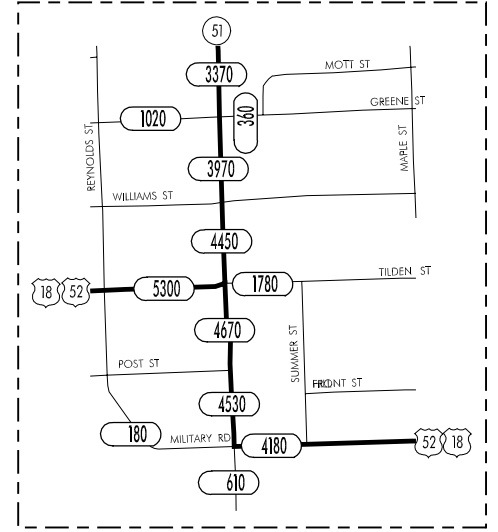 51
3370
MOTT ST
GREENE ST
1020
360
REYNOLDS ST
MAPLE ST
3970
WILLIAMS ST
4450
TILDEN ST
18
52
5300
1780
4670
SUMMER ST
POST ST
FRONT ST
4530
180
MILITARY RD
4180
52
18
610